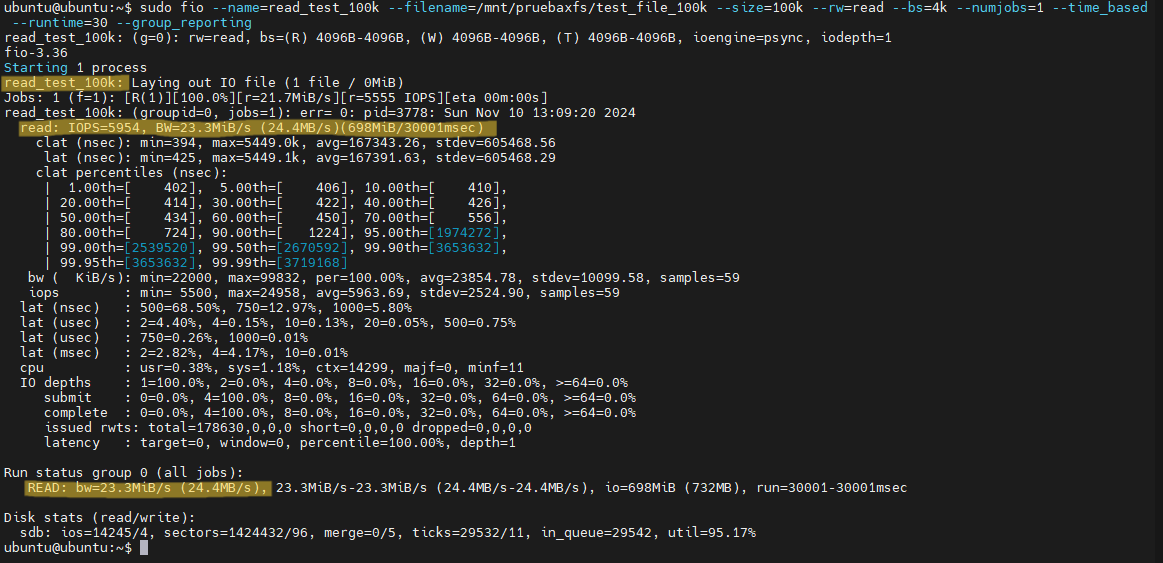 ubuntu@ubuntu:~$ sudo fio --name=read_test_100k --filename=/mnt/pruebaxfs/test_file_100k --size=100k --rw=read --bs=4k --numjobs=1 --time_based
 --runtime=30 --group_reporting
read_test_100k: (g=0): rw=read, bs=(R) 4096B-4096B, (W) 4096B-4096B, (T) 4096B-4096B, ioengine=psync, iodepth=1
fio-3.36
Starting 1 process
read_test_100k: Laying out IO file (1 file / 0MiB)
Jobs: 1 (f=1): [R(1)][100.0%][r=21.7MiB/s][r=5555 IOPS][eta 00m:00s]
read_test_100k: (groupid=0, jobs=1): err= 0: pid=3778: Sun Nov 10 13:09:20 2024
  read: IOPS=5954, BW=23.3MiB/s (24.4MB/s)(698MiB/30001msec)
    clat (nsec): min=394, max=5449.0k, avg=167343.26, stdev=605468.56
     lat (nsec): min=425, max=5449.1k, avg=167391.63, stdev=605468.29
    clat percentiles (nsec):
     |  1.00th=[    402],  5.00th=[    406], 10.00th=[    410],
     | 20.00th=[    414], 30.00th=[    422], 40.00th=[    426],
     | 50.00th=[    434], 60.00th=[    450], 70.00th=[    556],
     | 80.00th=[    724], 90.00th=[   1224], 95.00th=[1974272],
     | 99.00th=[2539520], 99.50th=[2670592], 99.90th=[3653632],
     | 99.95th=[3653632], 99.99th=[3719168]
   bw (  KiB/s): min=22000, max=99832, per=100.00%, avg=23854.78, stdev=10099.58, samples=59
   iops        : min= 5500, max=24958, avg=5963.69, stdev=2524.90, samples=59
  lat (nsec)   : 500=68.50%, 750=12.97%, 1000=5.80%
  lat (usec)   : 2=4.40%, 4=0.15%, 10=0.13%, 20=0.05%, 500=0.75%
  lat (usec)   : 750=0.26%, 1000=0.01%
  lat (msec)   : 2=2.82%, 4=4.17%, 10=0.01%
  cpu          : usr=0.38%, sys=1.18%, ctx=14299, majf=0, minf=11
  IO depths    : 1=100.0%, 2=0.0%, 4=0.0%, 8=0.0%, 16=0.0%, 32=0.0%, >=64=0.0%
     submit    : 0=0.0%, 4=100.0%, 8=0.0%, 16=0.0%, 32=0.0%, 64=0.0%, >=64=0.0%
     complete  : 0=0.0%, 4=100.0%, 8=0.0%, 16=0.0%, 32=0.0%, 64=0.0%, >=64=0.0%
     issued rwts: total=178630,0,0,0 short=0,0,0,0 dropped=0,0,0,0
     latency   : target=0, window=0, percentile=100.00%, depth=1
Run status group 0 (all jobs):
   READ: bw=23.3MiB/s (24.4MB/s), 23.3MiB/s-23.3MiB/s (24.4MB/s-24.4MB/s), io=698MiB (732MB), run=30001-30001msec
Disk stats (read/write):
  sdb: ios=14245/4, sectors=1424432/96, merge=0/5, ticks=29532/11, in_queue=29542, util=95.17%
ubuntu@ubuntu:~$